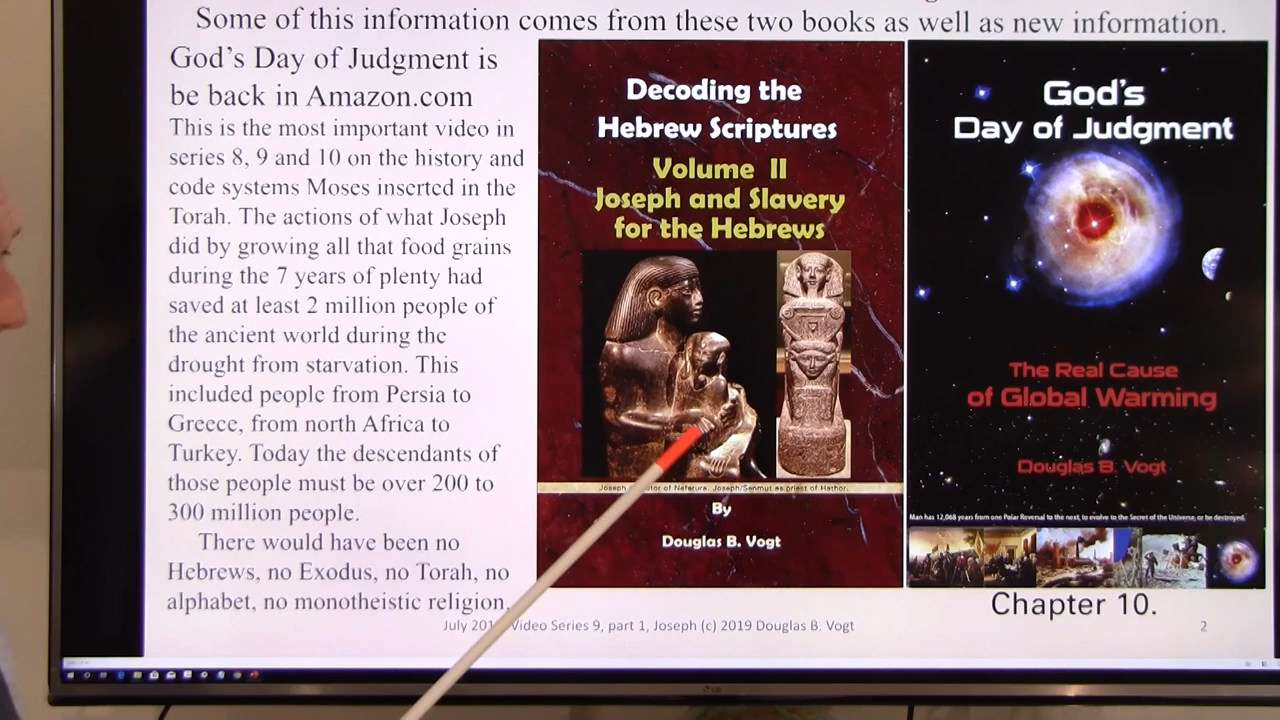 Some of this information comes from these two books as well as new information.
God's Day of Judgment is
be back in Amazon.com
This is the most important video in
series 8, 9 and 10 on the history and
code systems Moses inserted in the
Torah. The actions of what Joseph
did by growing all that food grains
during the 7 years of plenty had
saved at least 2 million people of
the ancient world during the
drought from starvation. This
included people from Persia to
Greece, from north Africa to
Turkey. Today the descendants of
those people must be over 200 to
300 million people.
There would have been no
Hebrews, no Exodus, no Torah, no
alphabet, no monotheistic religion.
Decoding the
Hebrew Scriptures
Volume II
Joseph and Slavery
for the Hebrews
Joseph tutor of Neferura. Joseph/Senmut as priest of Hathor.
By
Douglas B. Vogt
God's
Day of Judgment
The Real Cause
of Global Warming
Douglas B. Vogt
Man has 12,068 years from one Polar Reversal to the next, to evolve to the Secret of the Universe, or be destroyed.
Chapter 10.
July Video Series 9, part 1, Joseph (c) 2019 Douglas B. Vogt
2
LG